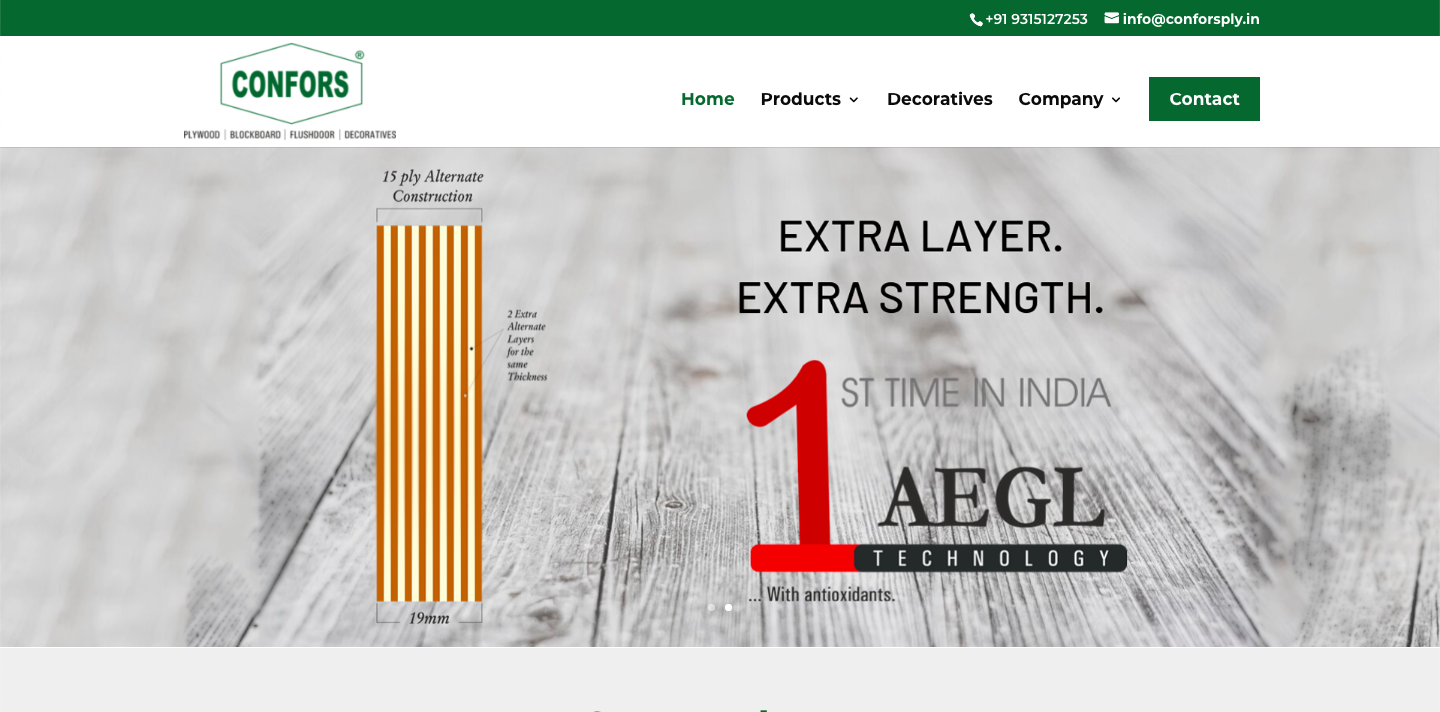 +91 9315127253 info@conforsply.in
CONFORS®
PLYWOOD | BLOCKBOARD | FLUSHDOOR | DECORATIVES
Home Products Decoratives Company Contact
15 ply Alternate
Construction
2 Extra
Alternate
Layers
for the
same
Thickness
19mm
EXTRA LAYER.
EXTRA STRENGTH.
1 ST TIME IN INDIA
AEGL
TECHNOLOGY
... With antioxidants.